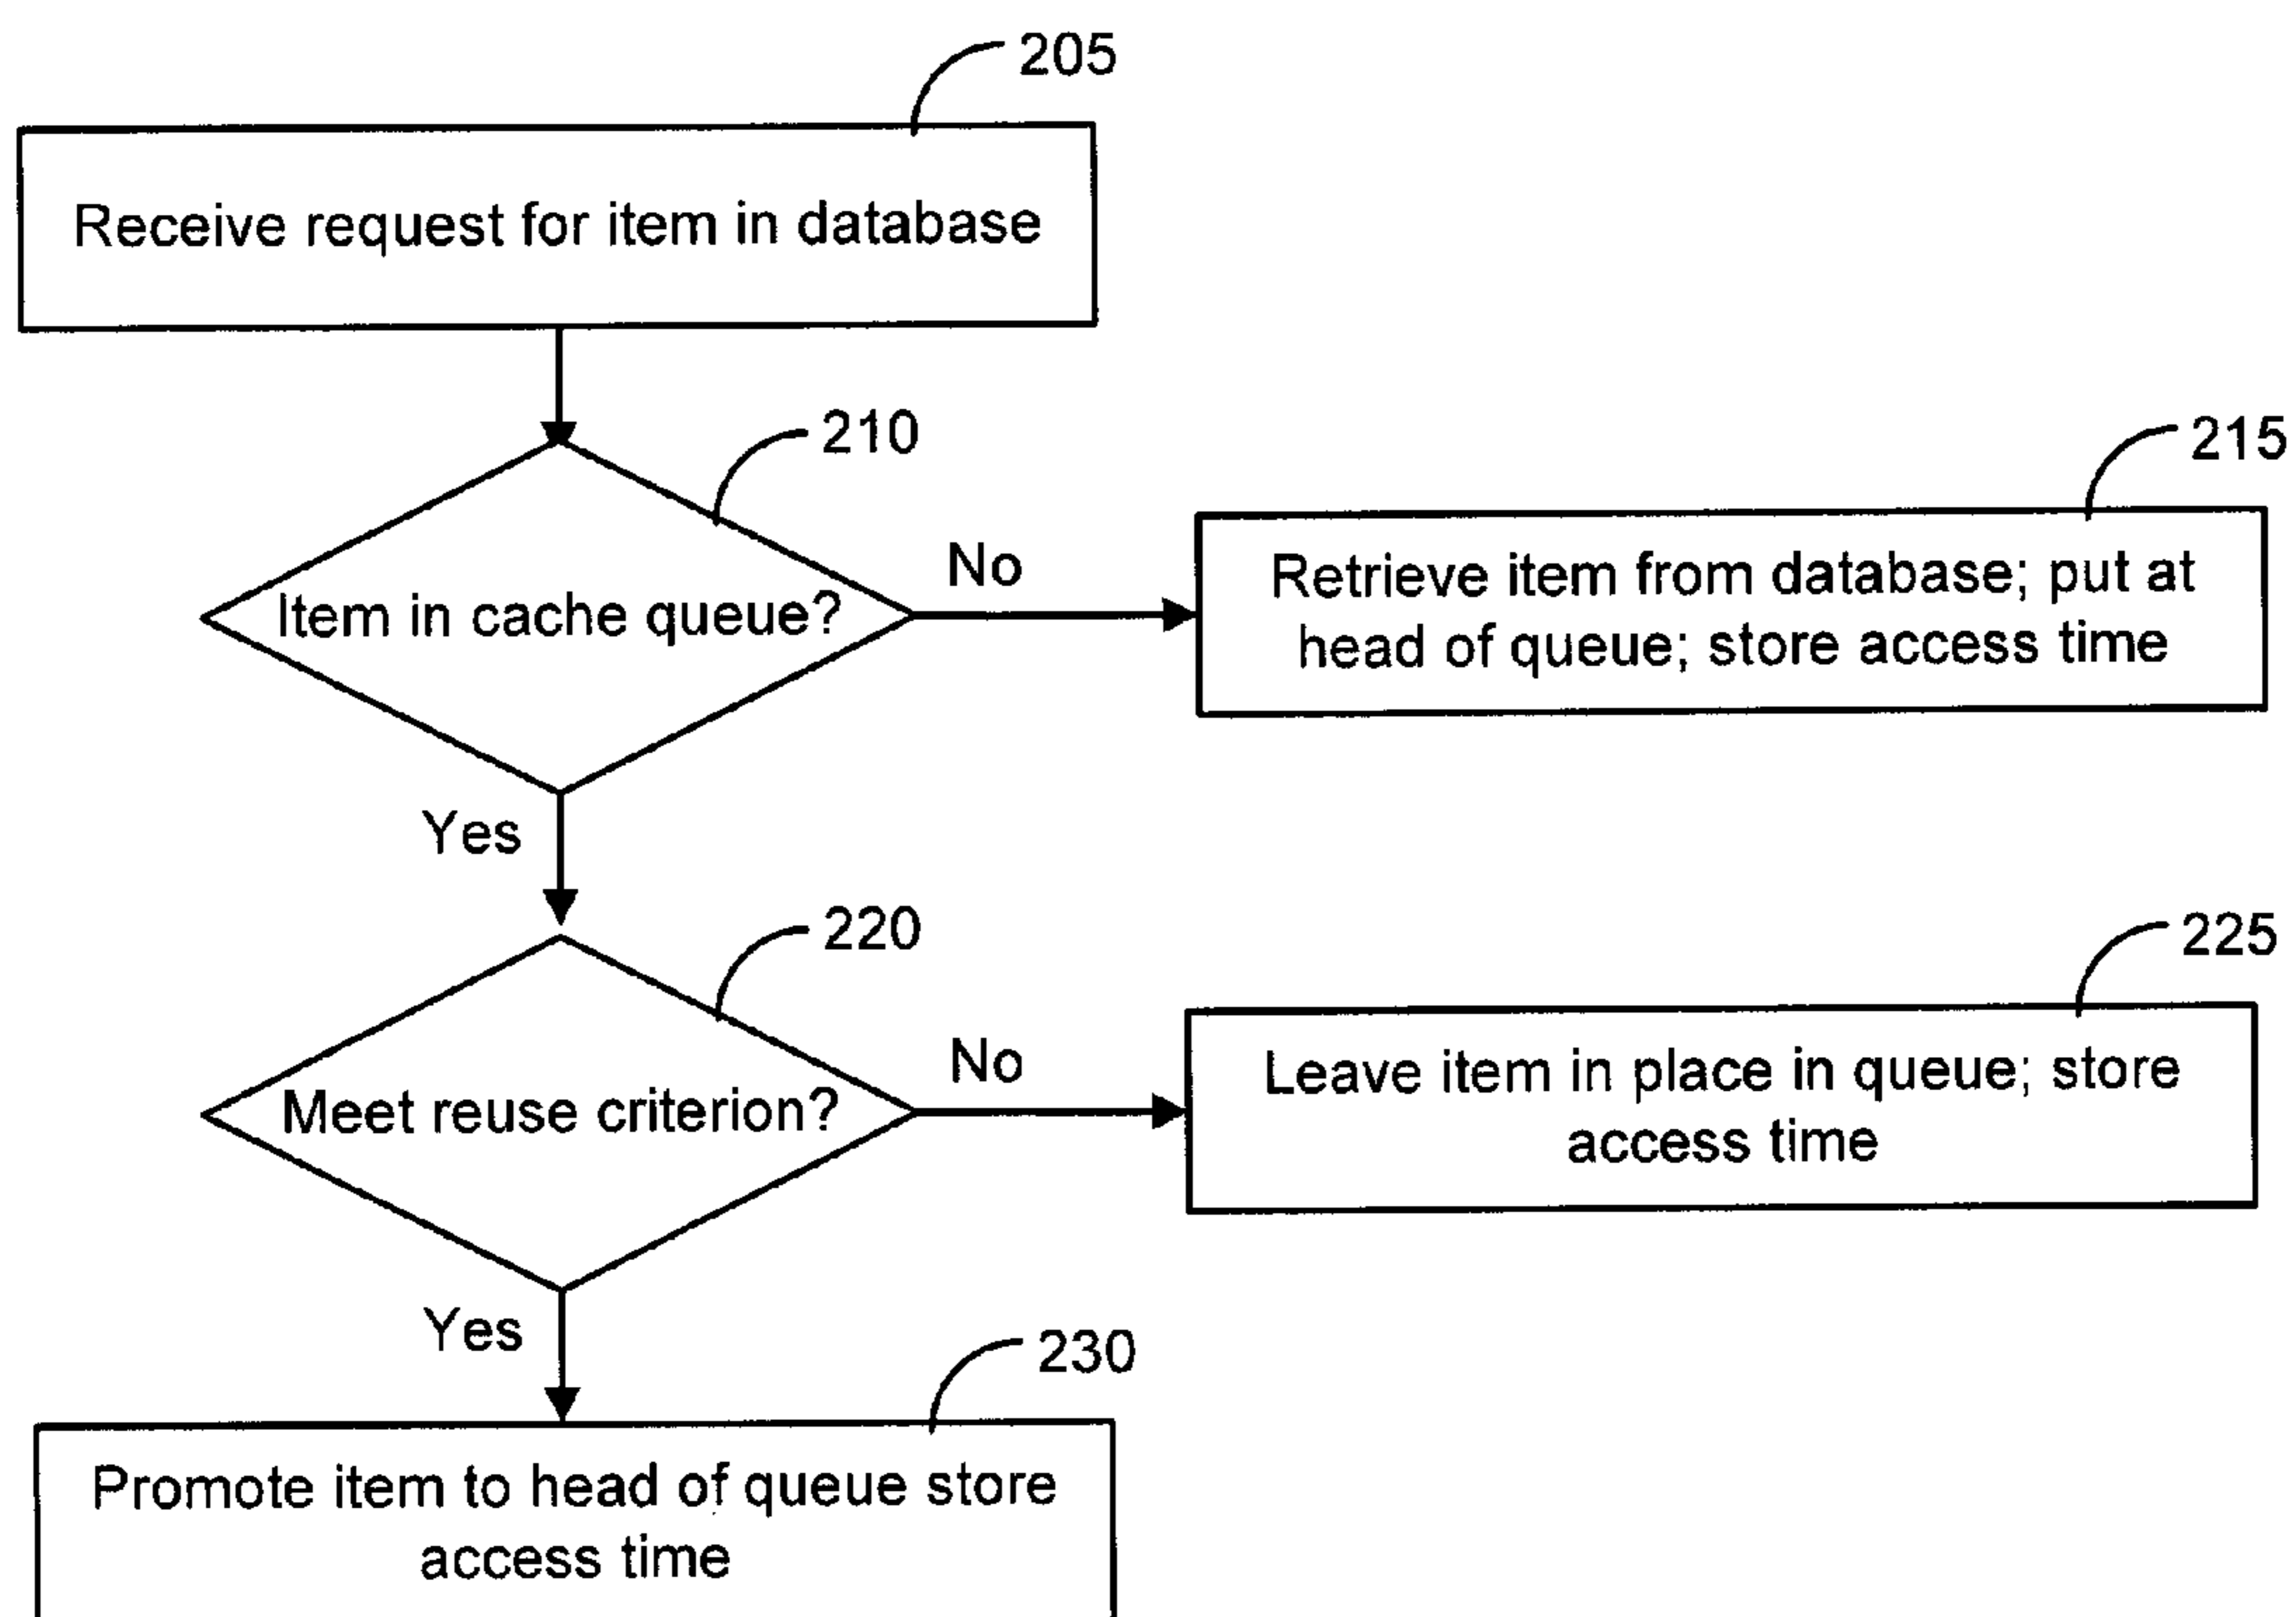 205
Receive request for item in database
210
215
Item in cache queue?
No
Retrieve item from database; put at
head of queue; store access time
Yes
220
225
Meet reuse criterion?
No
Leave item in place in queue; store
access time
Yes
230
Promote item to head of queue store
access time